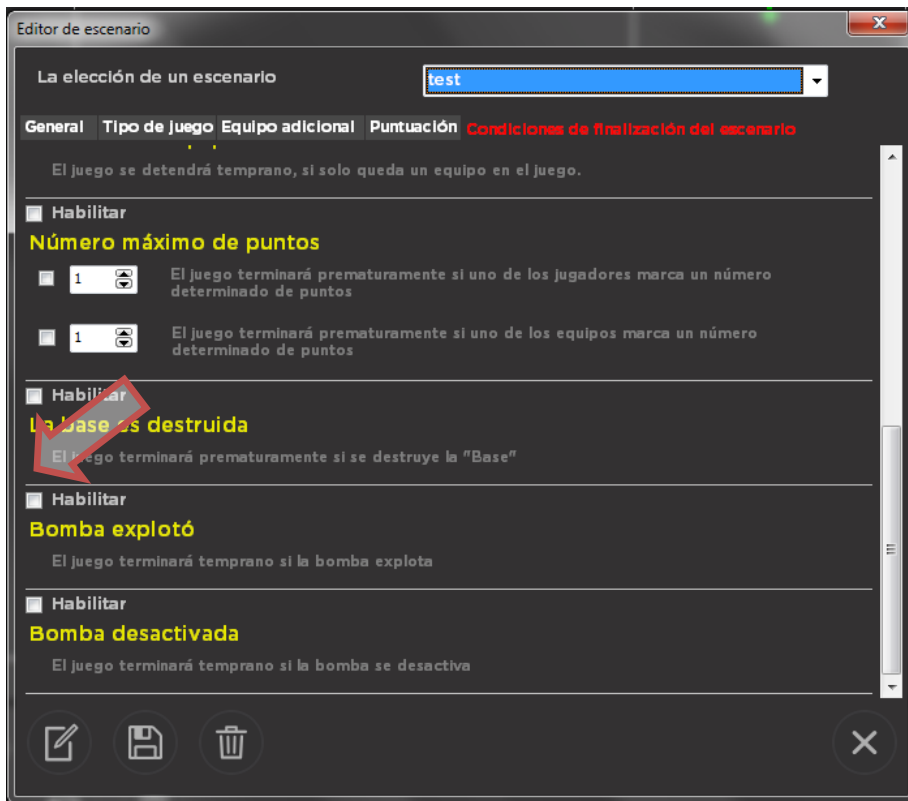 Editor de escenario
La elección de un escenario
test
General Tipo de juego Equipo adicional Puntuación Condiciones de finalización del escenario
El juego se detendrá temprano, si solo queda un equipo en el juego.
Habilitar
Número máximo de puntos
1
El juego terminará prematuramente si uno de los jugadores marca un número
determinado de puntos
1
El juego terminará prematuramente si uno de los equipos marca un número
determinado de puntos
Habilitar
La base es destruida
El juego terminará prematuramente si se destruye la "Base"
Habilitar
Bomba explotó
El juego terminará temprano si la bomba explota
Habilitar
Bomba desactivada
El juego terminará temprano si la bomba se desactiva